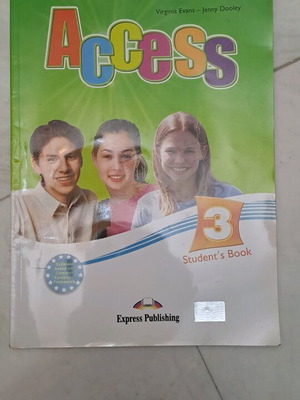 Virginia Evans – Jenny Dooley
Access
3
Student's Book
Express Publishing